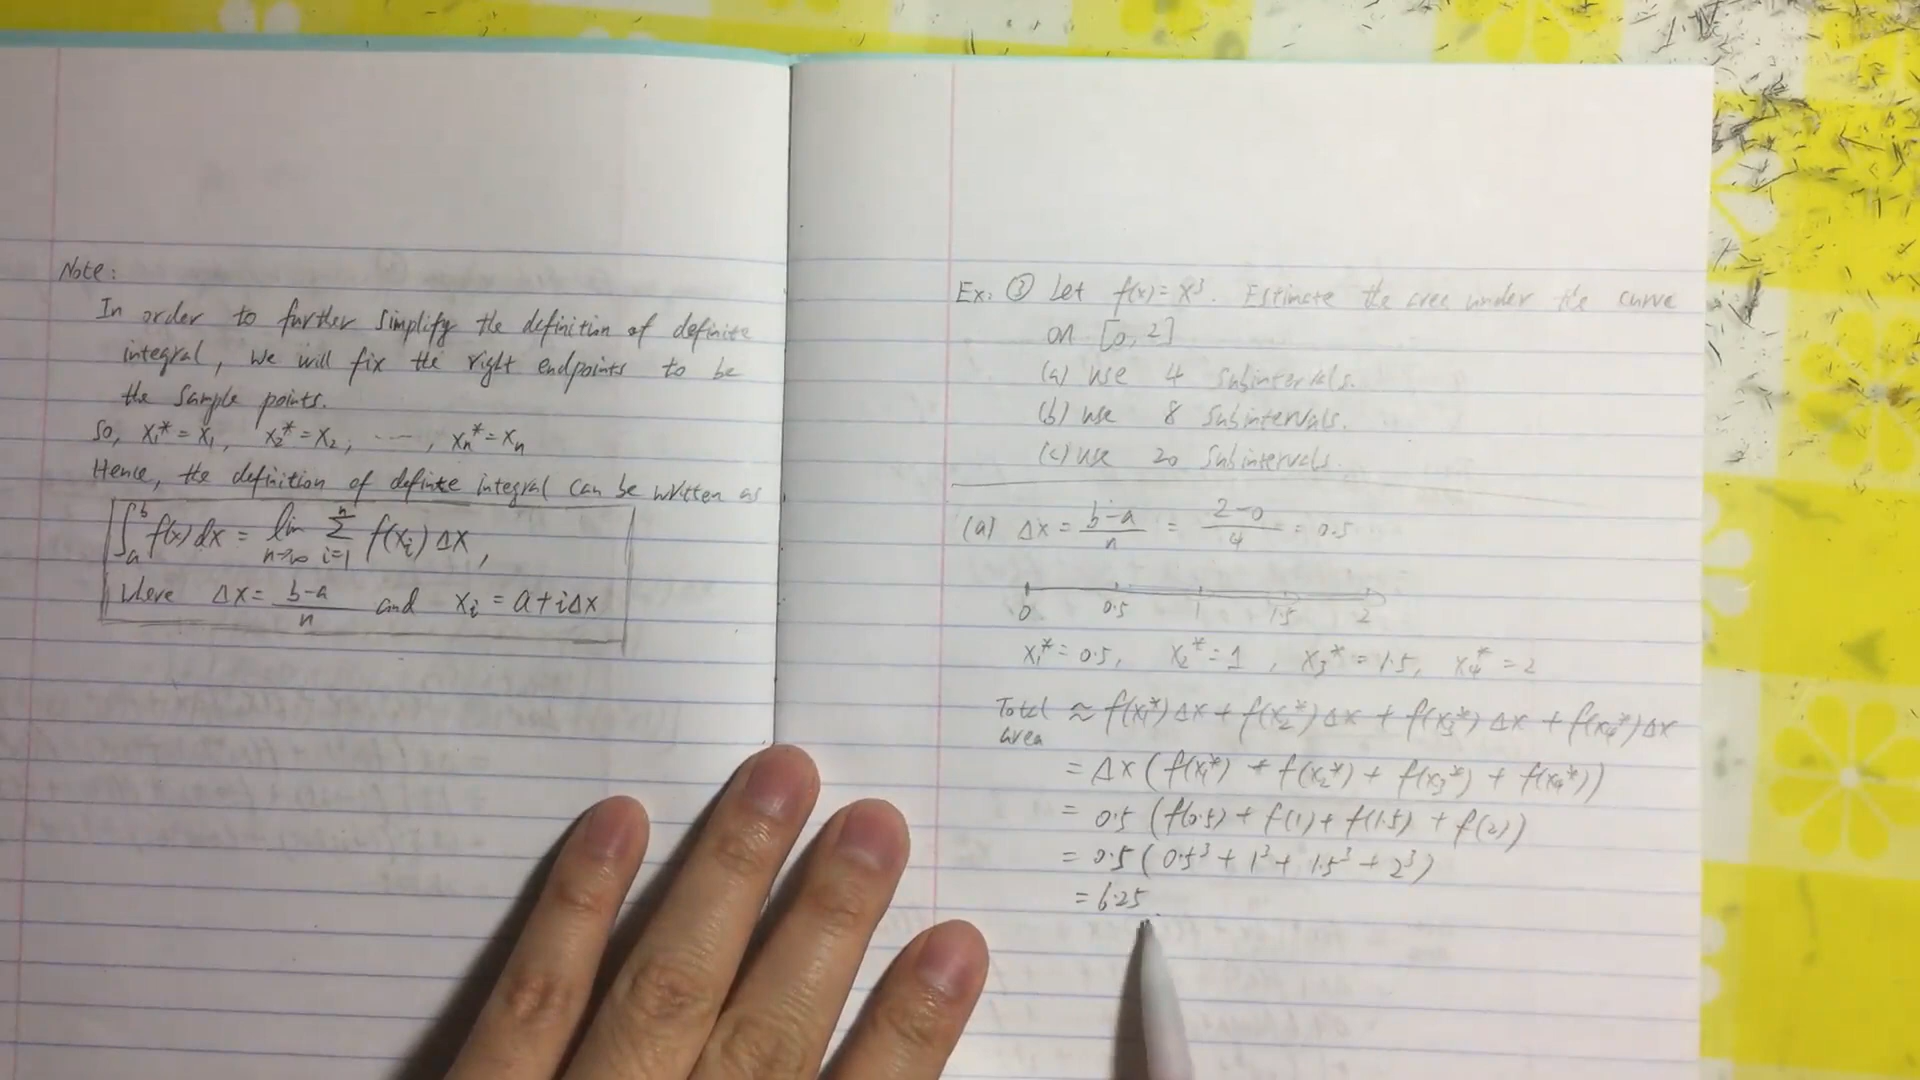 Note:
In order to further simplify the definition of definite
integral, we will fix the right endpoints to be
the sample points.
So, x₁* = x₁, x₂* = x₂, ⋯, xₙ* = xₙ
Hence, the definition of definite integral can be written as
∫ₐᵇ f(x) dx = lim n→∞ Σ i=1 n f(xᵢ) Δx,
where Δx = (b-a)/n and xᵢ = a + iΔx
Ex: ③ Let f(x) = x³. Estimate the area under the curve
on [0, 2]
(a) use 4 subintervals.
(b) use 8 subintervals.
(c) use 20 subintervals.
(a) Δx = (b-a)/n = (2-0)/4 = 0.5
0 0.5 1 1.5 2
x₁* = 0.5, x₂* = 1, x₃* = 1.5, x₄* = 2
Total area ≈ f(x₁*) Δx + f(x₂*) Δx + f(x₃*) Δx + f(x₄*) Δx
= Δx (f(x₁*) + f(x₂*) + f(x₃*) + f(x₄*))
= 0.5 (f(0.5) + f(1) + f(1.5) + f(2))
= 0.5 (0.5³ + 1³ + 1.5³ + 2³)
= 6.25